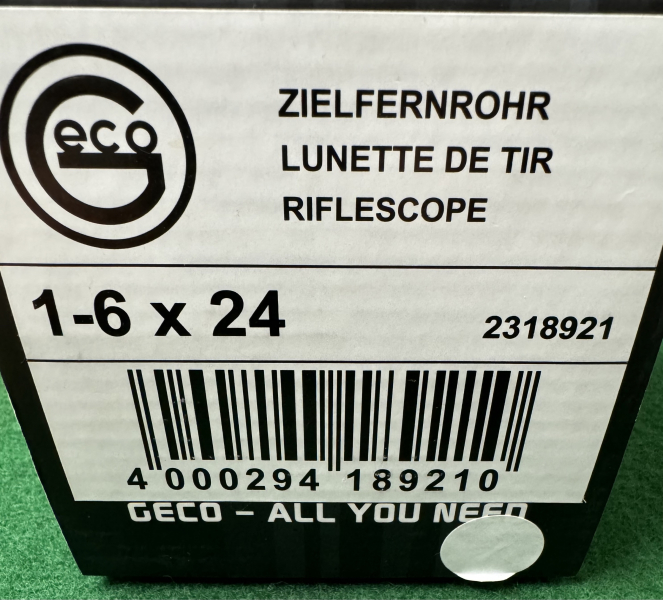 Geco
ZIELFERNROHR
LUNETTE DE TIR
RIFLESCOPE
1-6 x 24
2318921
4 000294 189210
GECO – ALL YOU NEED